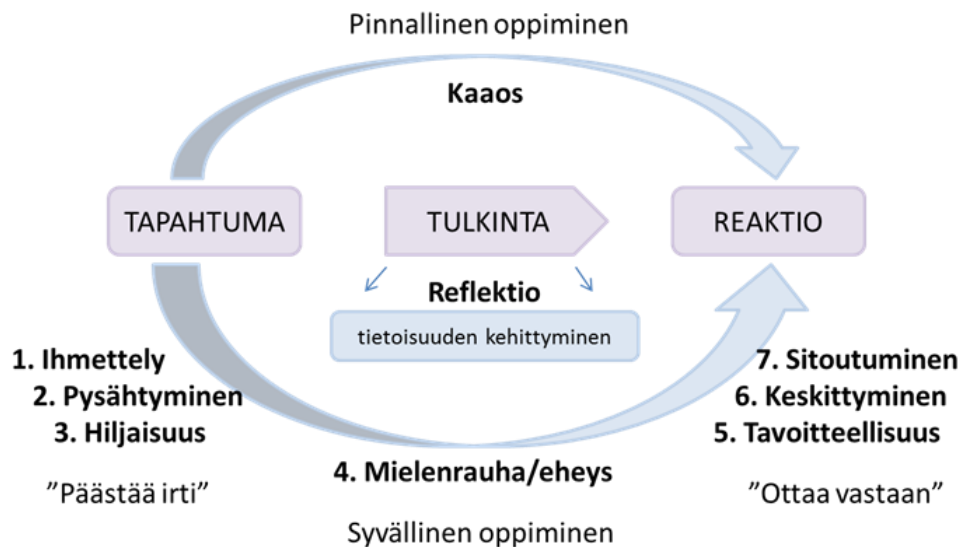 Pinnallinen oppiminen
Kaaos
TAPAHTUMA
TULKINTA
REAKTIO
Reflektio
tietoisuuden kehittyminen
1. Ihmettely
2. Pysähtyminen
3. Hiljaisuus
”Päästää irti”
4. Mielenrauha/eheys
Syvällinen oppiminen
7. Sitoutuminen
6. Keskittyminen
5. Tavoitteellisuus
”Ottaa vastaan”